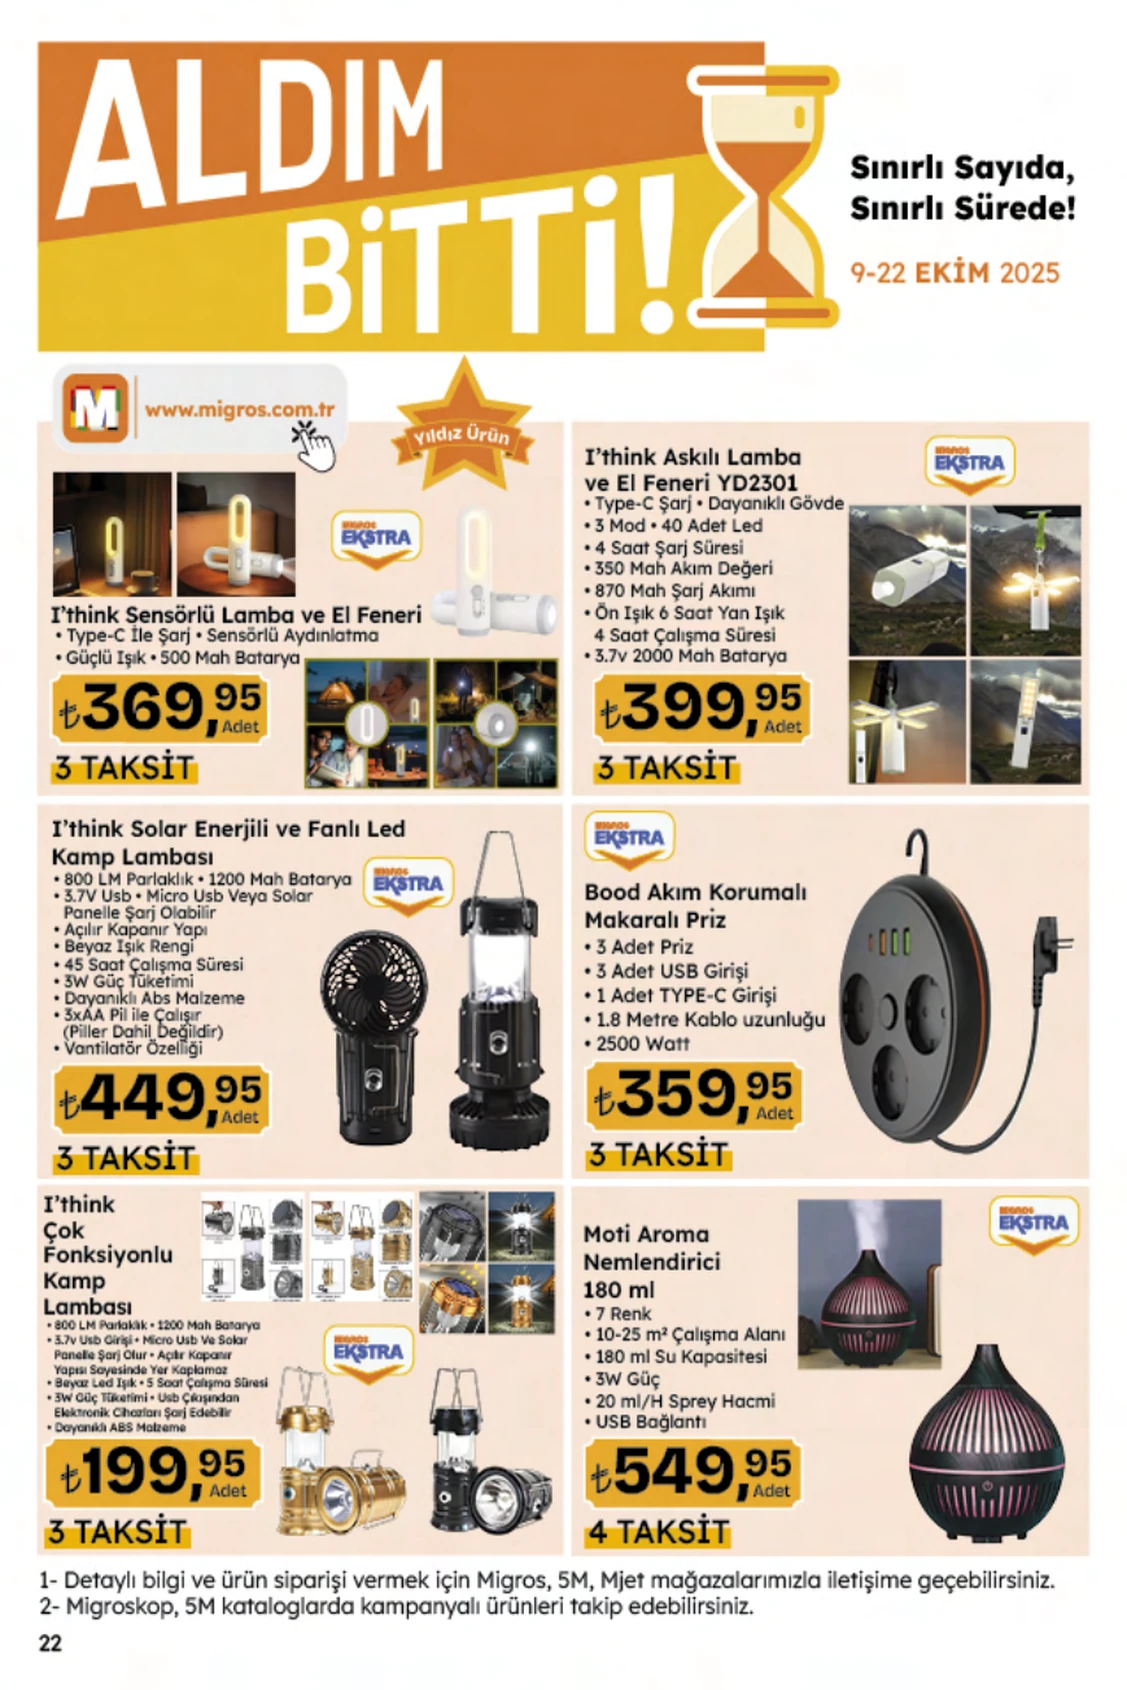 ALDIM
BİTTİ!
Sınırlı Sayıda,
Sınırlı Sürede!
9-22 EKİM 2025
M
www.migros.com.tr
Yıldız Ürün
MIGROS
EKSTRA
I'think Sensörlü Lamba ve El Feneri
• Type-C İle Şarj • Sensörlü Aydınlatma
• Güçlü Işık • 500 Mah Batarya
₺369,95
Adet
3 TAKSİT
I'think Askılı Lamba
ve El Feneri YD2301
• Type-C Şarj • Dayanıklı Gövde
• 3 Mod • 40 Adet Led
• 4 Saat Şarj Süresi
• 350 Mah Akım Değeri
• 870 Mah Şarj Akımı
• Ön Işık 6 Saat Yan Işık
4 Saat Çalışma Süresi
• 3.7v 2000 Mah Batarya
MIGROS
EKSTRA
₺399,95
Adet
3 TAKSİT
I'think Solar Enerjili ve Fanlı Led
Kamp Lambası
• 800 LM Parlaklık • 1200 Mah Batarya
• 3.7V Usb • Micro Usb Veya Solar
Panelle Şarj Olabilir
• Açılır Kapanır Yapı
• Beyaz Işık Rengi
• 45 Saat Çalışma Süresi
• 3W Güç Tüketimi
• Dayanıklı Abs Malzeme
• 3xAA Pil ile Çalışır
(Piller Dahil Değildir)
• Vantilatör Özelliği
MIGROS
EKSTRA
₺449,95
Adet
3 TAKSİT
MIGROS
EKSTRA
Bood Akım Korumalı
Makaralı Priz
• 3 Adet Priz
• 3 Adet USB Girişi
• 1 Adet TYPE-C Girişi
• 1.8 Metre Kablo uzunluğu
• 2500 Watt
₺359,95
Adet
3 TAKSİT
I'think
Çok
Fonksiyonlu
Kamp
Lambası
• 800 LM Parlaklık • 1200 Mah Batarya
• 3.7v Usb Girişi • Micro Usb Ve Solar
Panelle Şarj Olur • Açılır Kapanır
Yapısı Sayesinde Yer Kaplamaz
• Beyaz Led Işık • 5 Saat Çalışma Süresi
• 3W Güç Tüketimi • Usb Çıkışından
Elektronik Cihazları Şarj Edebilir
• Dayanıklı ABS Malzeme
MIGROS
EKSTRA
₺199,95
Adet
3 TAKSİT
Moti Aroma
Nemlendirici
180 ml
• 7 Renk
• 10-25 m² Çalışma Alanı
• 180 ml Su Kapasitesi
• 3W Güç
• 20 ml/H Sprey Hacmi
• USB Bağlantı
MIGROS
EKSTRA
₺549,95
Adet
4 TAKSİT
1- Detaylı bilgi ve ürün siparişi vermek için Migros, 5M, Mjet mağazalarımızla iletişime geçebilirsiniz.
2- Migroskop, 5M kataloglarda kampanyalı ürünleri takip edebilirsiniz.
22